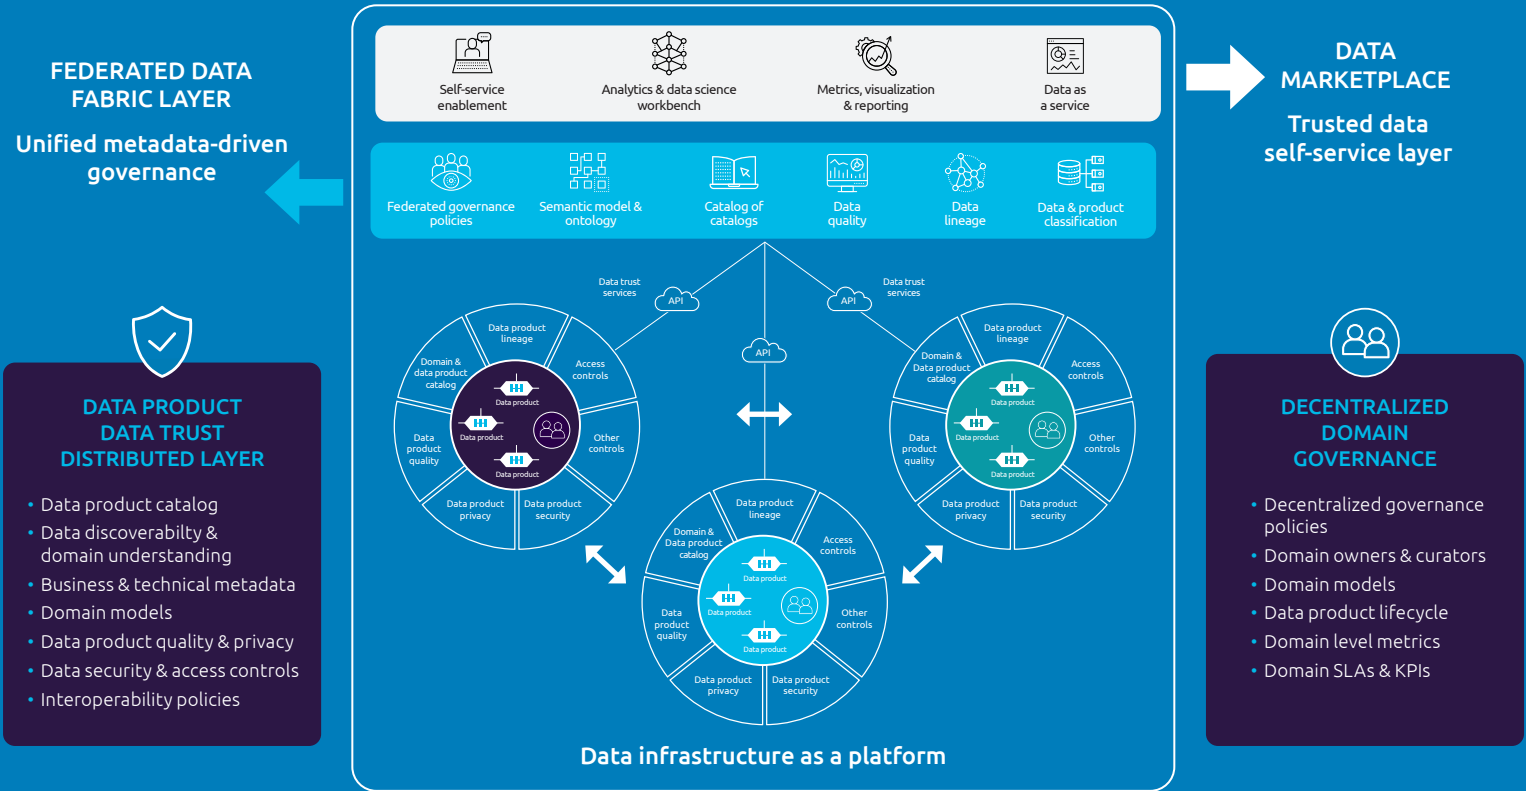 FEDERATED DATA
FABRIC LAYER
Unified metadata-driven
governance
Self-service
enablement
Analytics & data science
workbench
Metrics, visualization
& reporting
Data as
a service
DATA
MARKETPLACE
Trusted data
self-service layer
Federated governance
policies
Semantic model &
ontology
Catalog of
catalogs
Data
quality
Data
lineage
Data & product
classification
Data trust
services
API
API
API
Data trust
services
Data product
lineage
Domain &
data product
catalog
Access
controls
Data product
Data product
Data product
Data
product
quality
Other
controls
Data product
privacy
Data product
security
Data product
lineage
Domain &
Data product
catalog
Access
controls
Data product
Data product
Data product
Data
product
quality
Other
controls
Data product
privacy
Data product
security
Data product
lineage
Domain &
Data product
catalog
Access
controls
Data product
Data product
Data product
Data
product
quality
Other
controls
Data product
privacy
Data product
security
Data infrastructure as a platform
DATA PRODUCT
DATA TRUST
DISTRIBUTED LAYER
• Data product catalog
• Data discoverabilty &
domain understanding
• Business & technical metadata
• Domain models
• Data product quality & privacy
• Data security & access controls
• Interoperability policies
DECENTRALIZED
DOMAIN
GOVERNANCE
• Decentralized governance
policies
• Domain owners & curators
• Domain models
• Data product lifecycle
• Domain level metrics
• Domain SLAs & KPIs